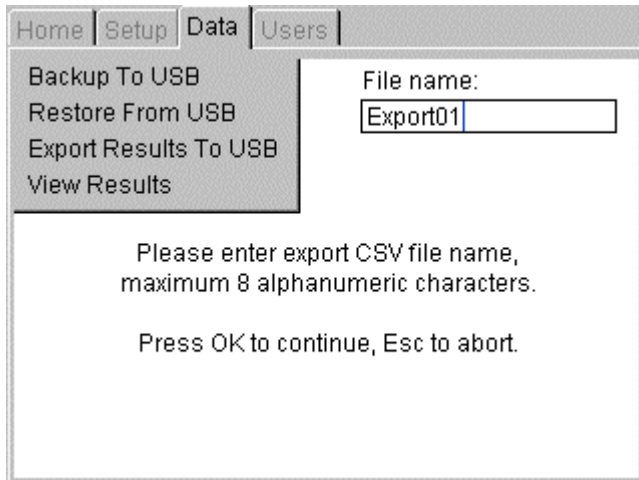 Home Setup Data Users
Backup To USB
Restore From USB
Export Results To USB
View Results
File name:
Export01
Please enter export CSV file name,
maximum 8 alphanumeric characters.
Press OK to continue, Esc to abort.